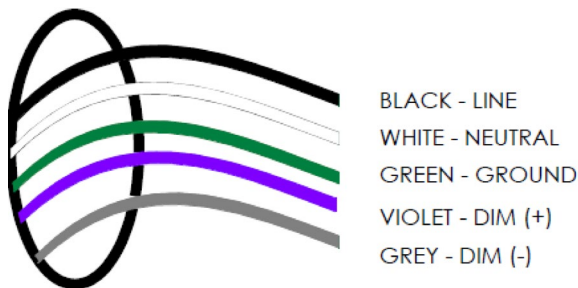 BLACK - LINE
WHITE - NEUTRAL
GREEN - GROUND
VIOLET - DIM (+)
GREY - DIM (-)